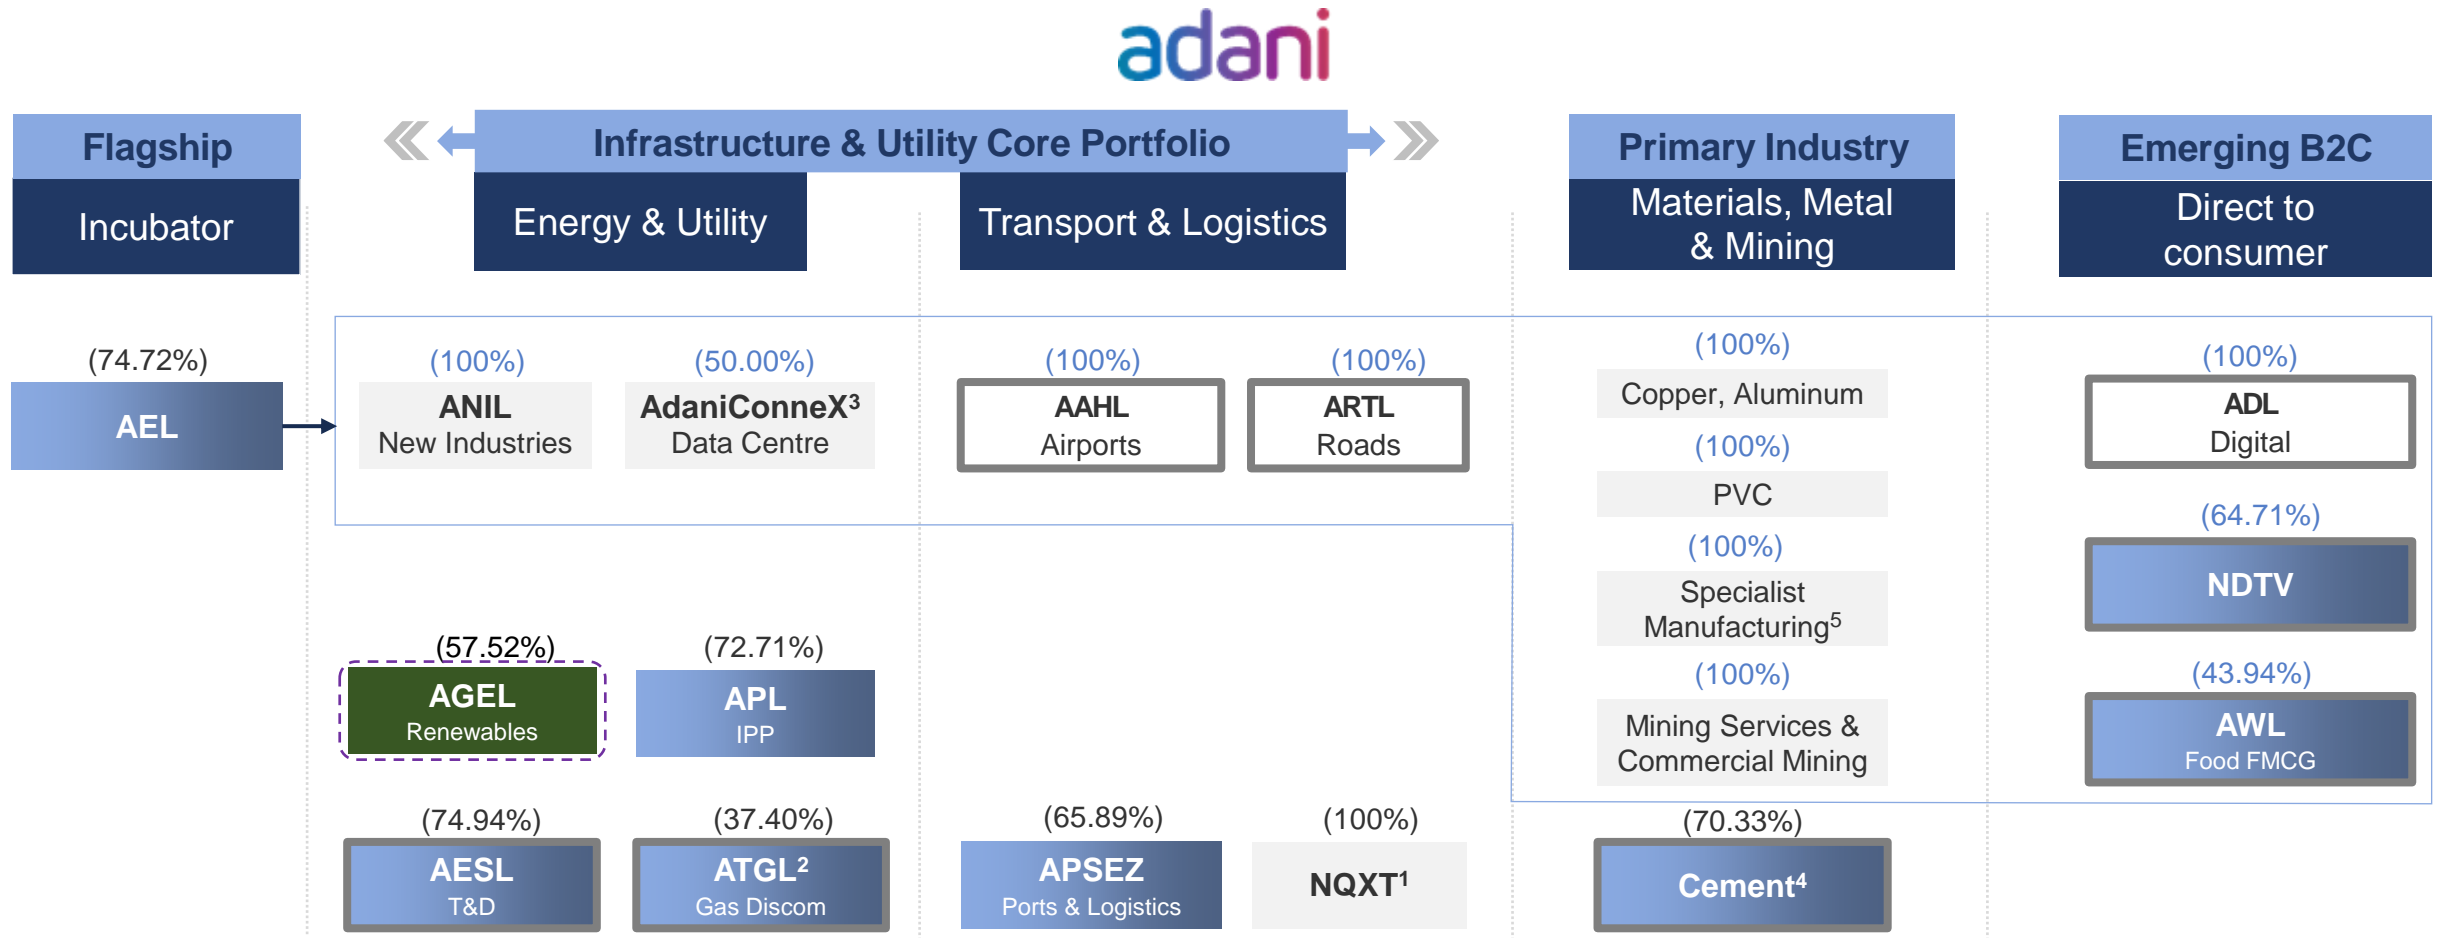 adani
Flagship
Incubator
Infrastructure & Utility Core Portfolio
Energy & Utility
Transport & Logistics
Primary Industry
Materials, Metal
& Mining
Emerging B2C
Direct to
consumer
(74.72%)
AEL
(100%)
ANIL
New Industries
(50.00%)
AdaniConneX³
Data Centre
(100%)
AAHL
Airports
(100%)
ARTL
Roads
(100%)
Copper, Aluminum
(100%)
PVC
(100%)
Specialist
Manufacturing⁵
(100%)
Mining Services &
Commercial Mining
(100%)
ADL
Digital
(64.71%)
NDTV
(43.94%)
AWL
Food FMCG
(57.52%)
AGEL
Renewables
(72.71%)
APL
IPP
(74.94%)
AESL
T&D
(37.40%)
ATGL²
Gas Discom
(65.89%)
APSEZ
Ports & Logistics
(100%)
NQXT¹
(70.33%)
Cement⁴